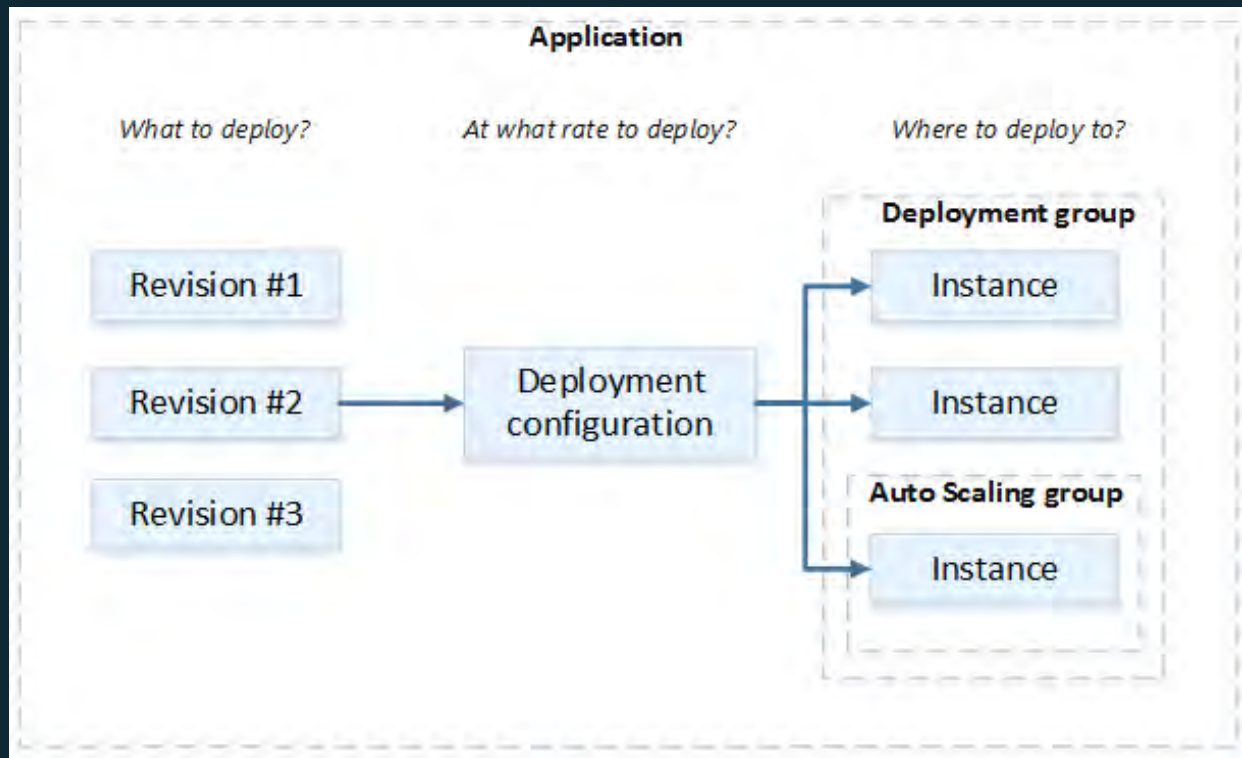 Application
What to deploy?
At what rate to deploy?
Where to deploy to?
Deployment group
Revision #1
Instance
Revision #2
Deployment
configuration
Instance
Auto Scaling group
Revision #3
Instance